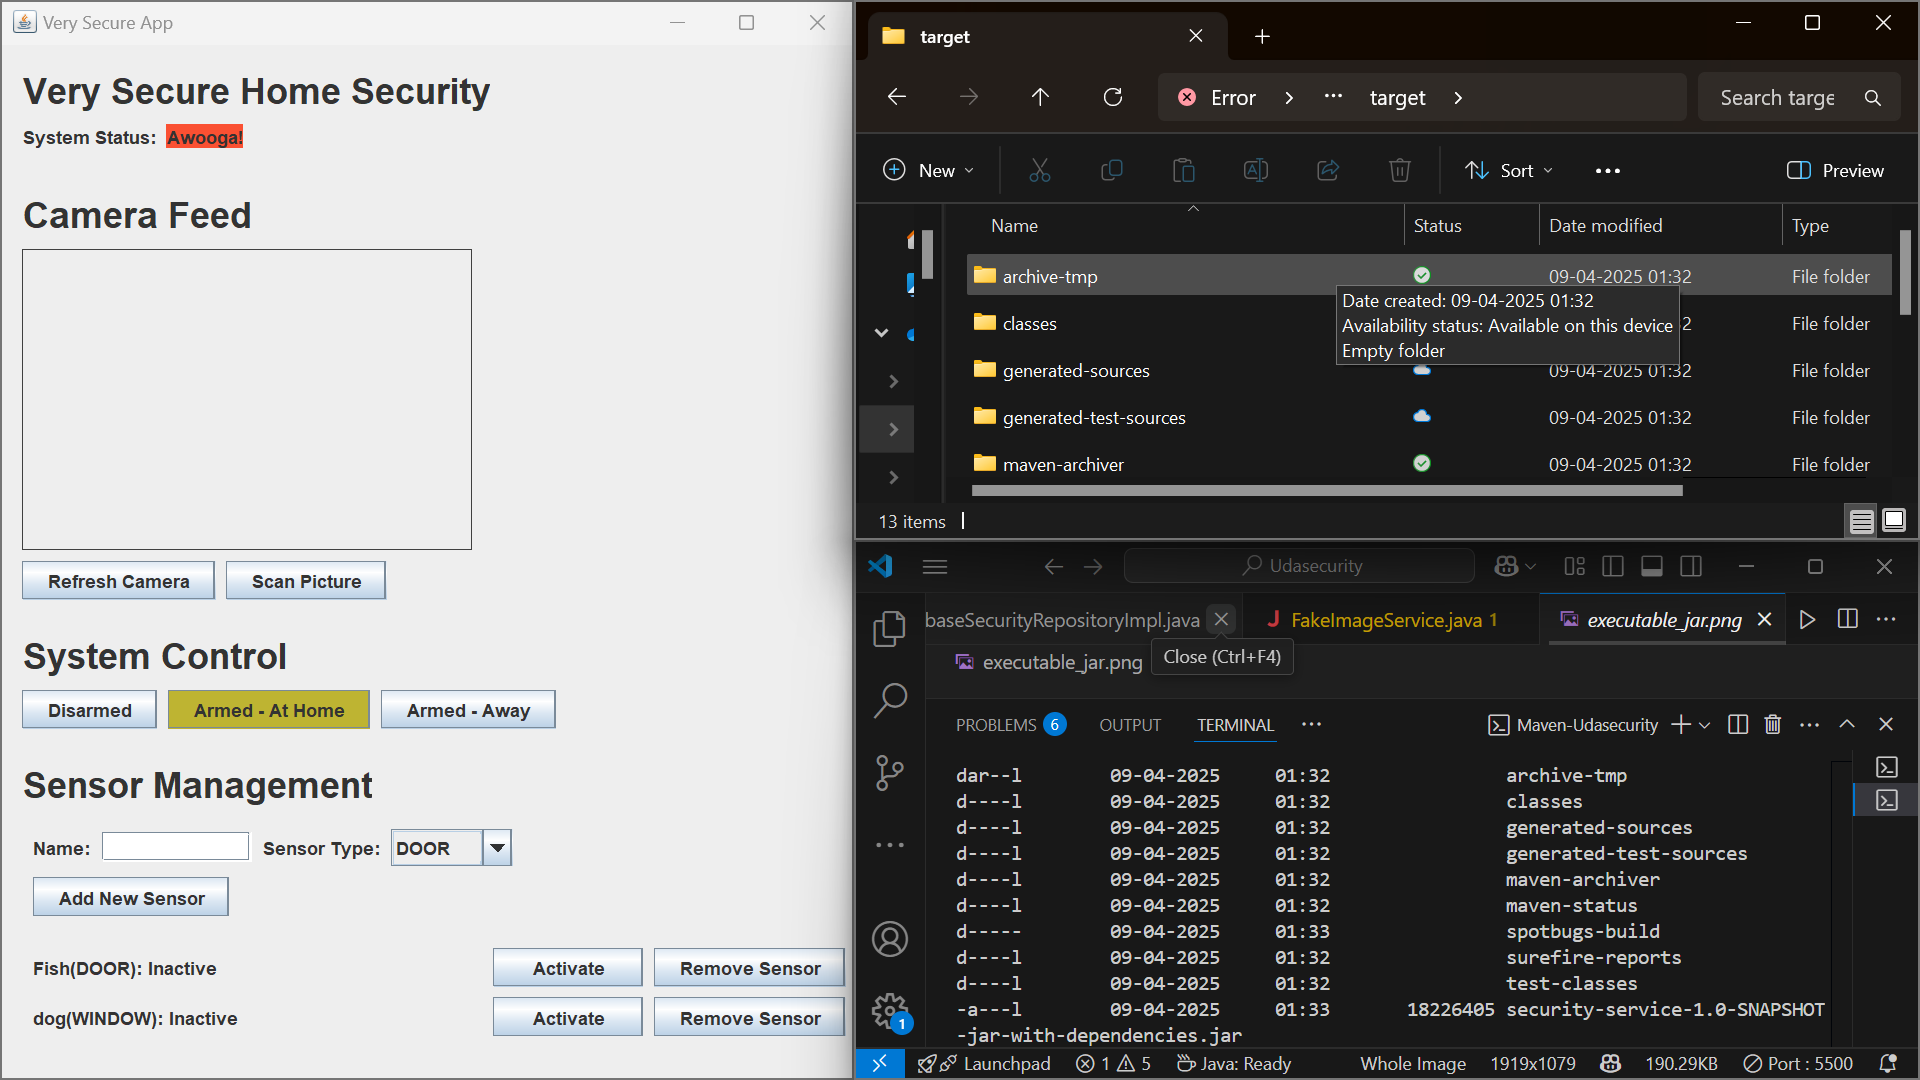 Very Secure App
Very Secure Home Security
System Status: Awooga!
Camera Feed
Refresh Camera
Scan Picture
System Control
Disarmed
Armed - At Home
Armed - Away
Sensor Management
Name:
Sensor Type:
DOOR
Add New Sensor
Fish(DOOR): Inactive
Activate
Remove Sensor
dog(WINDOW): Inactive
Activate
Remove Sensor
target
Error
target
Search targe
New
Sort
Preview
Name
Status
Date modified
Type
archive-tmp
09-04-2025 01:32
File folder
Date created: 09-04-2025 01:32
Availability status: Available on this device
Empty folder
classes
2
File folder
generated-sources
09-04-2025 01:32
File folder
generated-test-sources
09-04-2025 01:32
File folder
maven-archiver
09-04-2025 01:32
File folder
13 items
Udasecurity
baseSecurityRepositoryImpl.java
FakeImageService.java 1
executable_jar.png
executable_jar.png
Close (Ctrl+F4)
PROBLEMS 6
OUTPUT
TERMINAL
Maven-Udasecurity
dar--l 09-04-2025 01:32 archive-tmp
d----l 09-04-2025 01:32 classes
d----l 09-04-2025 01:32 generated-sources
d----l 09-04-2025 01:32 generated-test-sources
d----l 09-04-2025 01:32 maven-archiver
d----l 09-04-2025 01:32 maven-status
d----- 09-04-2025 01:33 spotbugs-build
d----l 09-04-2025 01:32 surefire-reports
d----l 09-04-2025 01:32 test-classes
-a---l 09-04-2025 01:33 18226405 security-service-1.0-SNAPSHOT
-jar-with-dependencies.jar
1
Launchpad
1
5
Java: Ready
Whole Image
1919x1079
190.29KB
Port : 5500